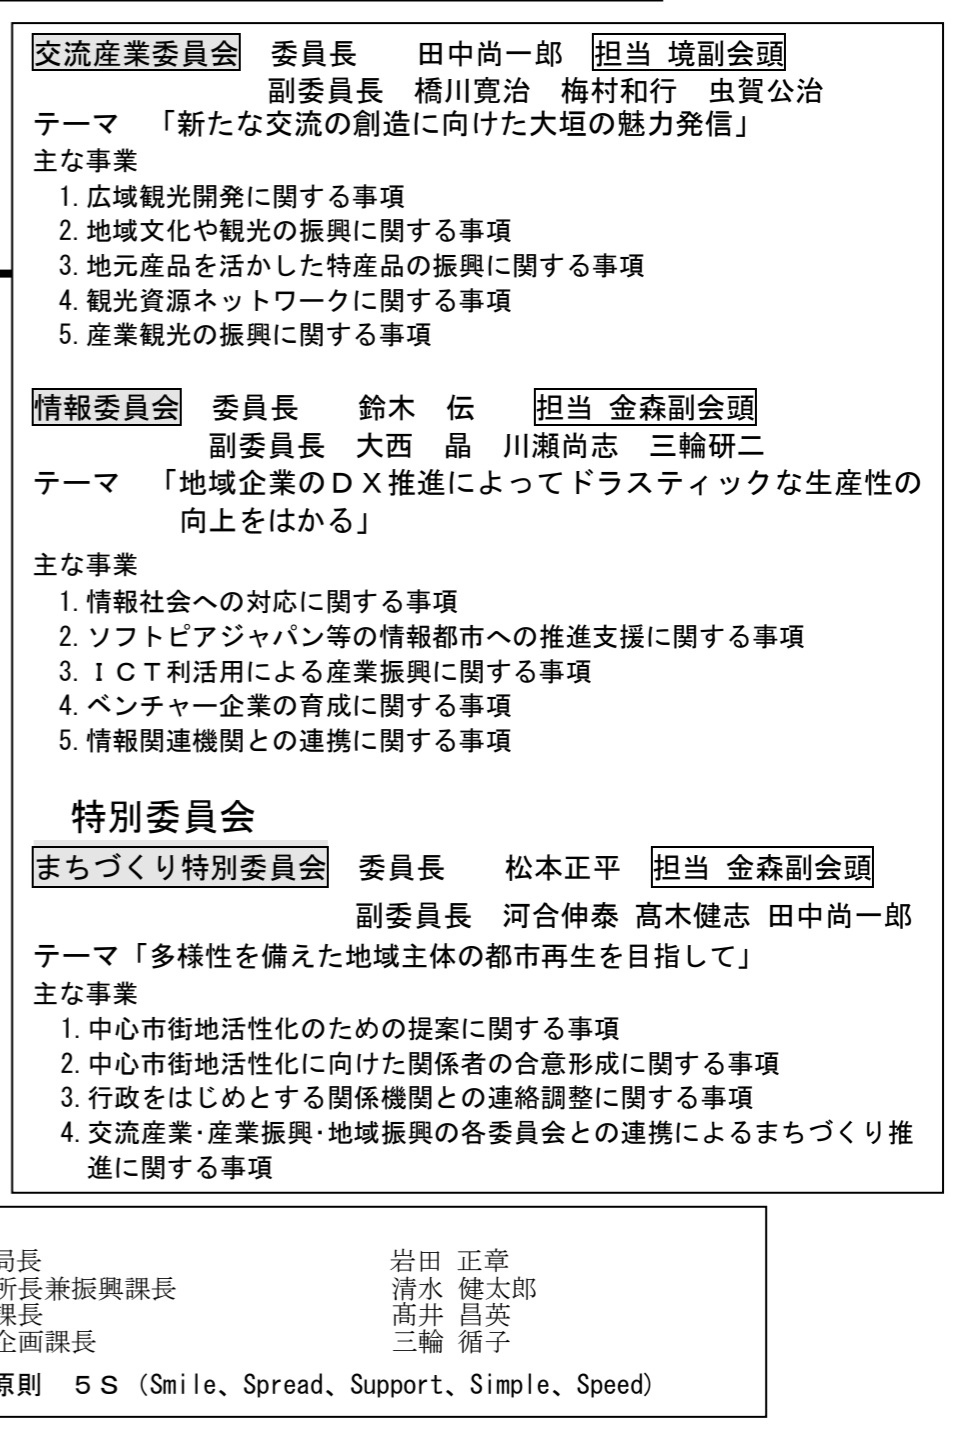 交流産業委員会 委員長 田中尚一郎 担当 境副会頭
副委員長 橋川寛治 梅村和行 虫賀公治
テーマ 「新たな交流の創造に向けた大垣の魅力発信」
主な事業
1.広域観光開発に関する事項
2.地域文化や観光の振興に関する事項
3.地元産品を活かした特産品の振興に関する事項
4.観光資源ネットワークに関する事項
5.産業観光の振興に関する事項
情報委員会 委員長 鈴木 伝 担当 金森副会頭
副委員長 大西 晶 川瀬尚志 三輪研二
テーマ 「地域企業のDX推進によってドラスティックな生産性の
向上をはかる」
主な事業
1.情報社会への対応に関する事項
2.ソフトピアジャパン等の情報都市への推進支援に関する事項
3.ICT利活用による産業振興に関する事項
4.ベンチャー企業の育成に関する事項
5.情報関連機関との連携に関する事項
特別委員会
まちづくり特別委員会 委員長 松本正平 担当 金森副会頭
副委員長 河合伸泰 髙木健志 田中尚一郎
テーマ「多様性を備えた地域主体の都市再生を目指して」
主な事業
1.中心市街地活性化のための提案に関する事項
2.中心市街地活性化に向けた関係者の合意形成に関する事項
3.行政をはじめとする関係機関との連絡調整に関する事項
4.交流産業･産業振興･地域振興の各委員会との連携によるまちづくり推
進に関する事項
局長 岩田 正章
所長兼振興課長 清水 健太郎
課長 髙井 昌英
企画課長 三輪 循子
原則 5S(Smile、Spread、Support、Simple、Speed)